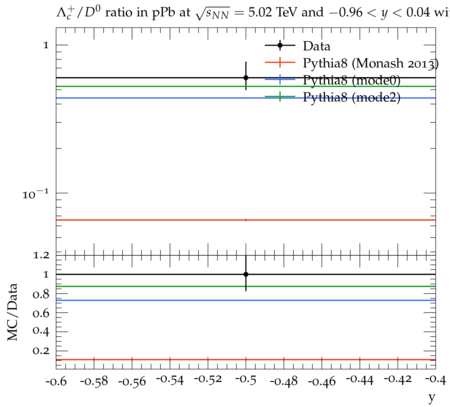 Λ_c^+/D^0 ratio in pPb at √s_NN = 5.02 TeV and −0.96 < y < 0.04 wi
1
Data
Pythia8 (Monash 2013)
Pythia8 (mode0)
Pythia8 (mode2)
10^−1
MC/Data
1.2
1
0.8
0.6
0.4
0.2
-0.6 -0.58 -0.56 -0.54 -0.52 -0.5 -0.48 -0.46 -0.44 -0.42 -0.4
y